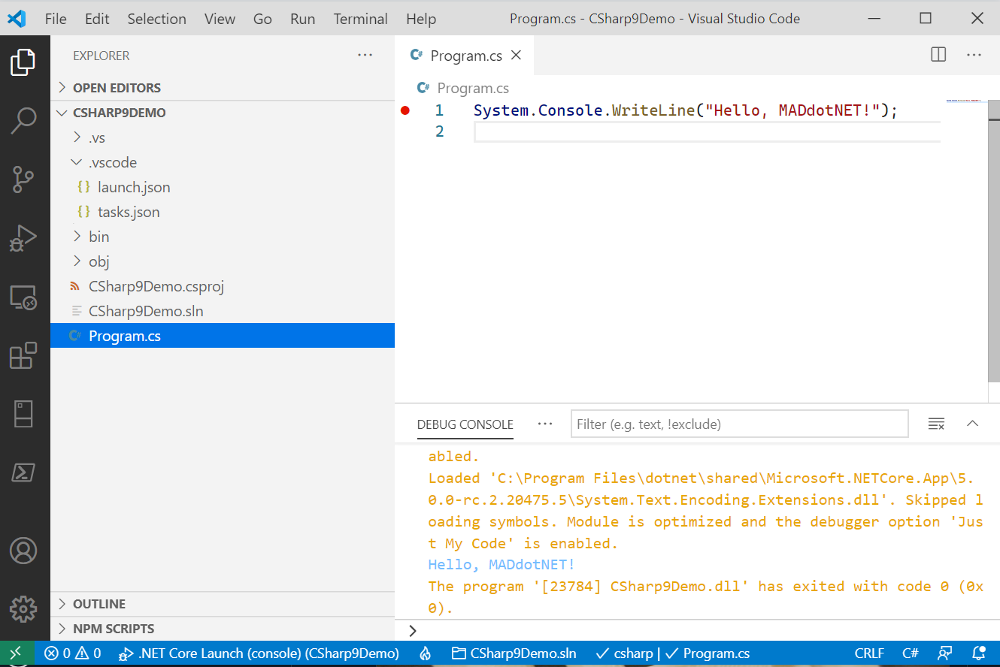 File Edit Selection View Go Run Terminal Help Program.cs - CSharp9Demo - Visual Studio Code
EXPLORER
OPEN EDITORS
CSHARP9DEMO
.vs
.vscode
launch.json
tasks.json
bin
obj
CSharp9Demo.csproj
CSharp9Demo.sln
Program.cs
OUTLINE
NPM SCRIPTS
Program.cs
Program.cs
1 System.Console.WriteLine("Hello, MADdotNET!");
2
DEBUG CONSOLE Filter (e.g. text, !exclude)
abled.
Loaded 'C:\Program Files\dotnet\shared\Microsoft.NETCore.App\5.
0.0-rc.2.20475.5\System.Text.Encoding.Extensions.dll'. Skipped l
oading symbols. Module is optimized and the debugger option 'Jus
t My Code' is enabled.
Hello, MADdotNET!
The program '[23784] CSharp9Demo.dll' has exited with code 0 (0x
0).
0 0 .NET Core Launch (console) (CSharp9Demo) CSharp9Demo.sln csharp | Program.cs CRLF C#